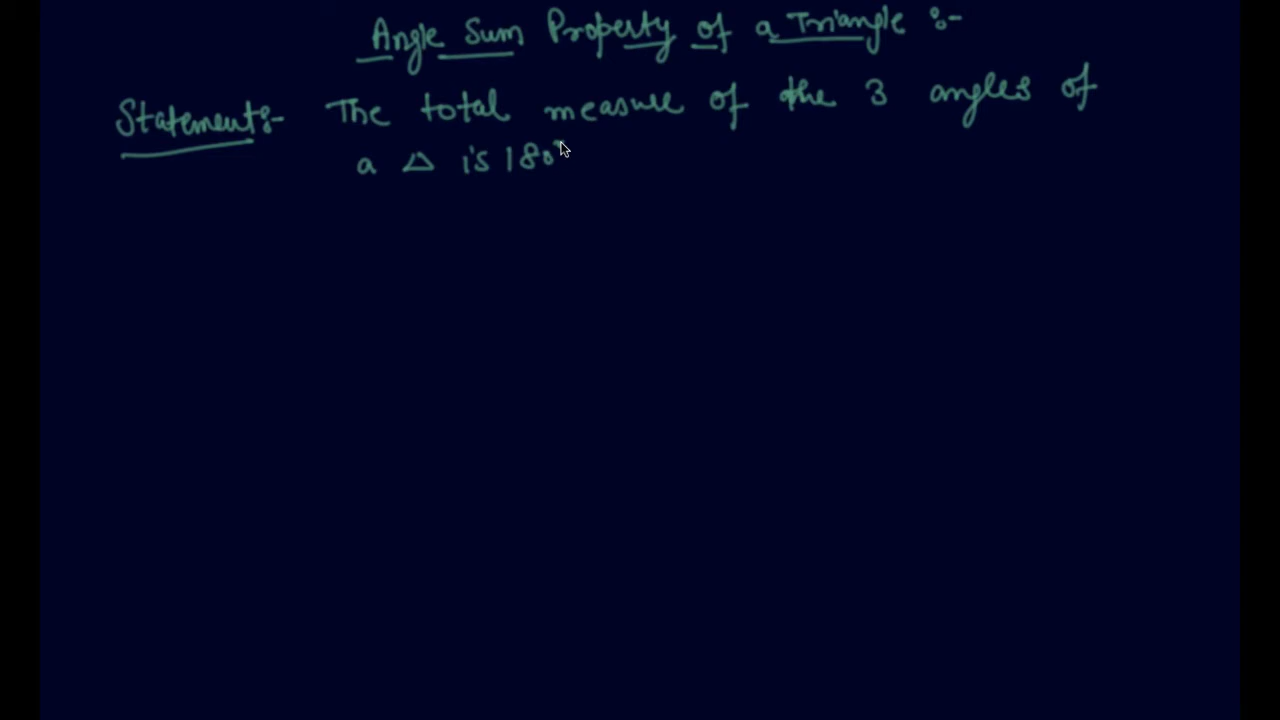 Angle Sum Property of a Triangle :-
Statement:- The total measure of the 3 angles of
a △ is 180°